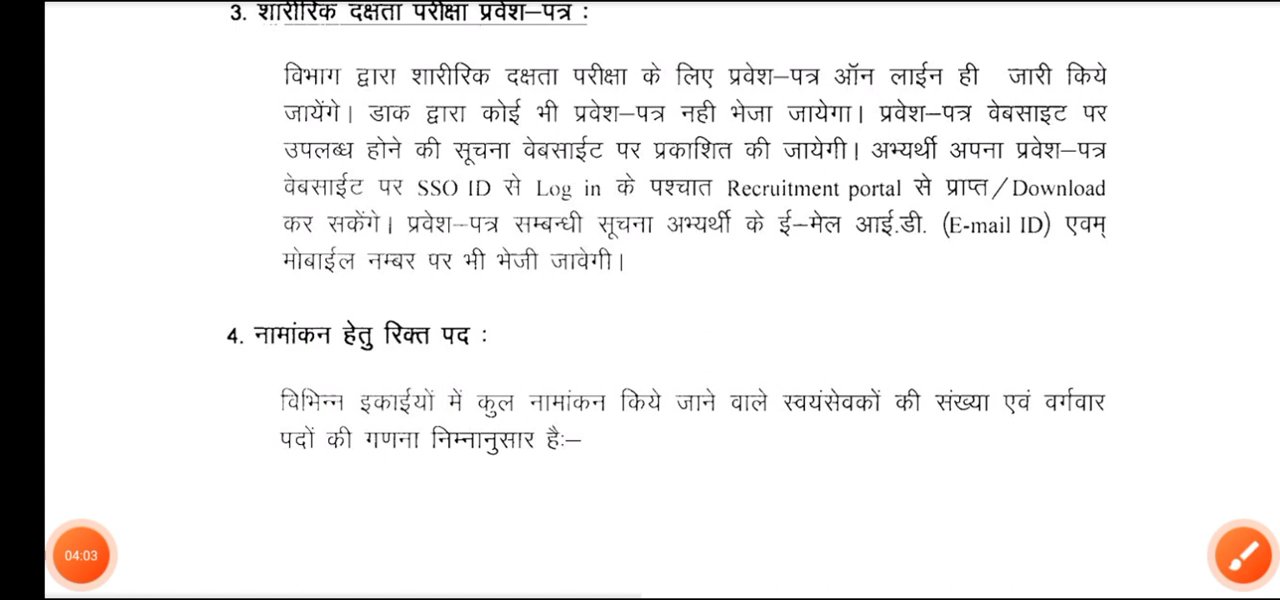 3. शारीरिक दक्षता परीक्षा प्रवेश–पत्र :
विभाग द्वारा शारीरिक दक्षता परीक्षा के लिए प्रवेश–पत्र ऑन लाईन ही जारी किये
जायेंगे। डाक द्वारा कोई भी प्रवेश–पत्र नही भेजा जायेगा। प्रवेश–पत्र वेबसाइट पर
उपलब्ध होने की सूचना वेबसाईट पर प्रकाशित की जायेगी। अभ्यर्थी अपना प्रवेश–पत्र
वेबसाईट पर SSO ID से Log in के पश्चात Recruitment portal से प्राप्त/Download
कर सकेंगे। प्रवेश–पत्र सम्बन्धी सूचना अभ्यर्थी के ई–मेल आई.डी. (E-mail ID) एवम्
मोबाईल नम्बर पर भी भेजी जावेगी।
4. नामांकन हेतु रिक्त पद :
विभिन्न इकाईयों में कुल नामांकन किये जाने वाले स्वयंसेवकों की संख्या एवं वर्गवार
पदों की गणना निम्नानुसार है:–
04:03